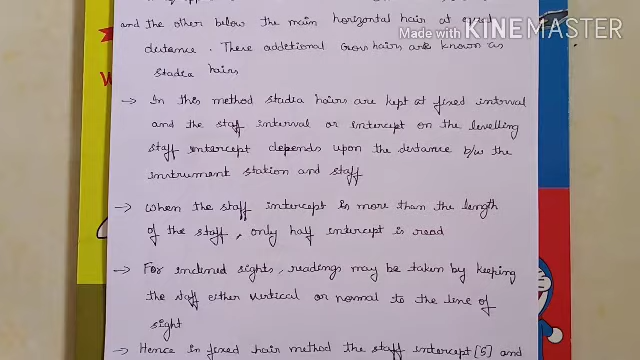 and the other below the main horizontal hair at equal
distance. These additional Cross hairs are known as
stadia hairs
→ In this method stadia hairs are kept at fixed interval
and the staff interval or intercept on the levelling
staff intercept depends upon the distance b/w the
instrument station and staff
→ When the staff intercept is more than the length
of the staff, only half intercept is read
→ For inclined sights, readings may be taken by keeping
the staff either vertical or normal to the line of
sight
→ Hence in fixed hair method the staff intercept [S] and
Made with KINEMASTER